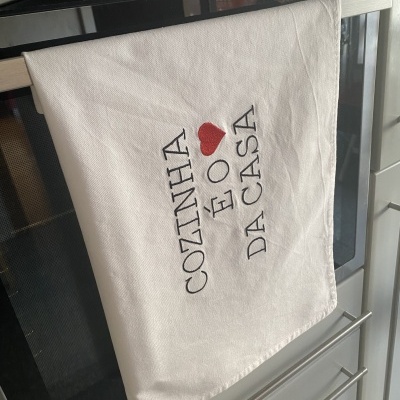 COZINHA
É O ❤
DA CASA